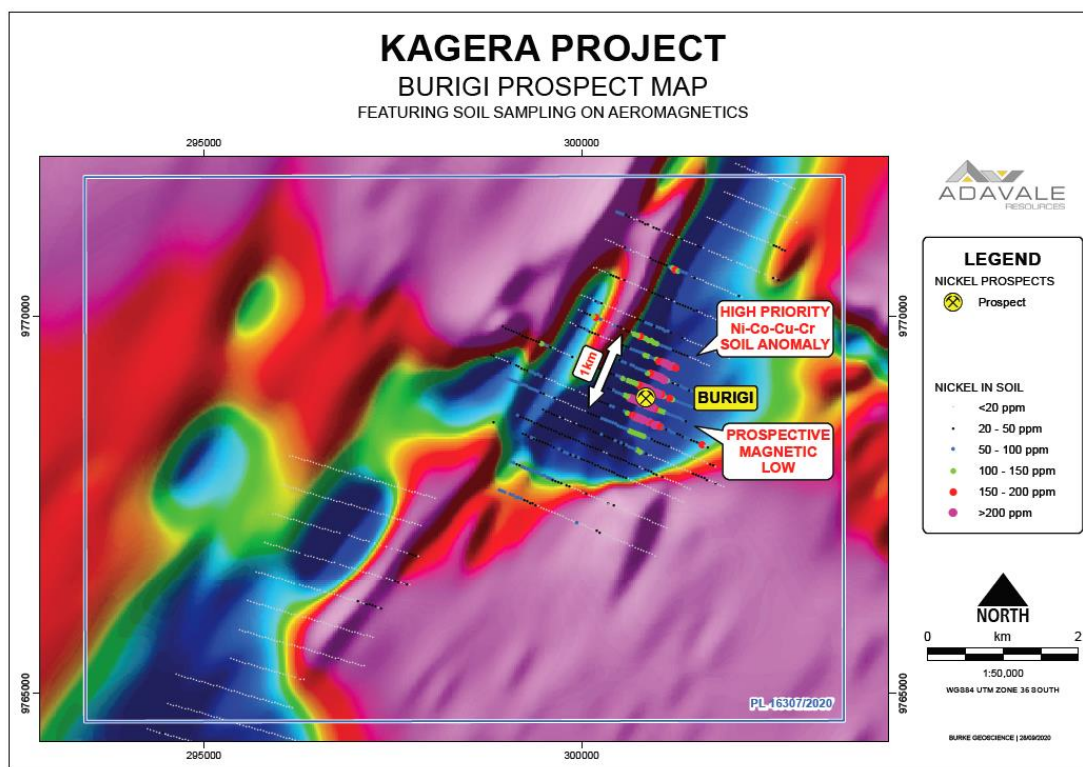 KAGERA PROJECT
BURIGI PROSPECT MAP
FEATURING SOIL SAMPLING ON AEROMAGNETICS
295000
300000
ADAVALE
RESOURCES
LEGEND
NICKEL PROSPECTS
Prospect
NICKEL IN SOIL
<20 ppm
20 - 50 ppm
50 - 100 ppm
100 - 150 ppm
150 - 200 ppm
>200 ppm
9770000
9770000
HIGH PRIORITY
Ni-Co-Cu-Cr
SOIL ANOMALY
1km
BURIGI
PROSPECTIVE
MAGNETIC
LOW
NORTH
0 km 2
1:50,000
WGS84 UTM ZONE 36 SOUTH
9765000
9765000
PL 16307/2020
BURKE GEOSCIENCE | 28/09/2020
295000
300000